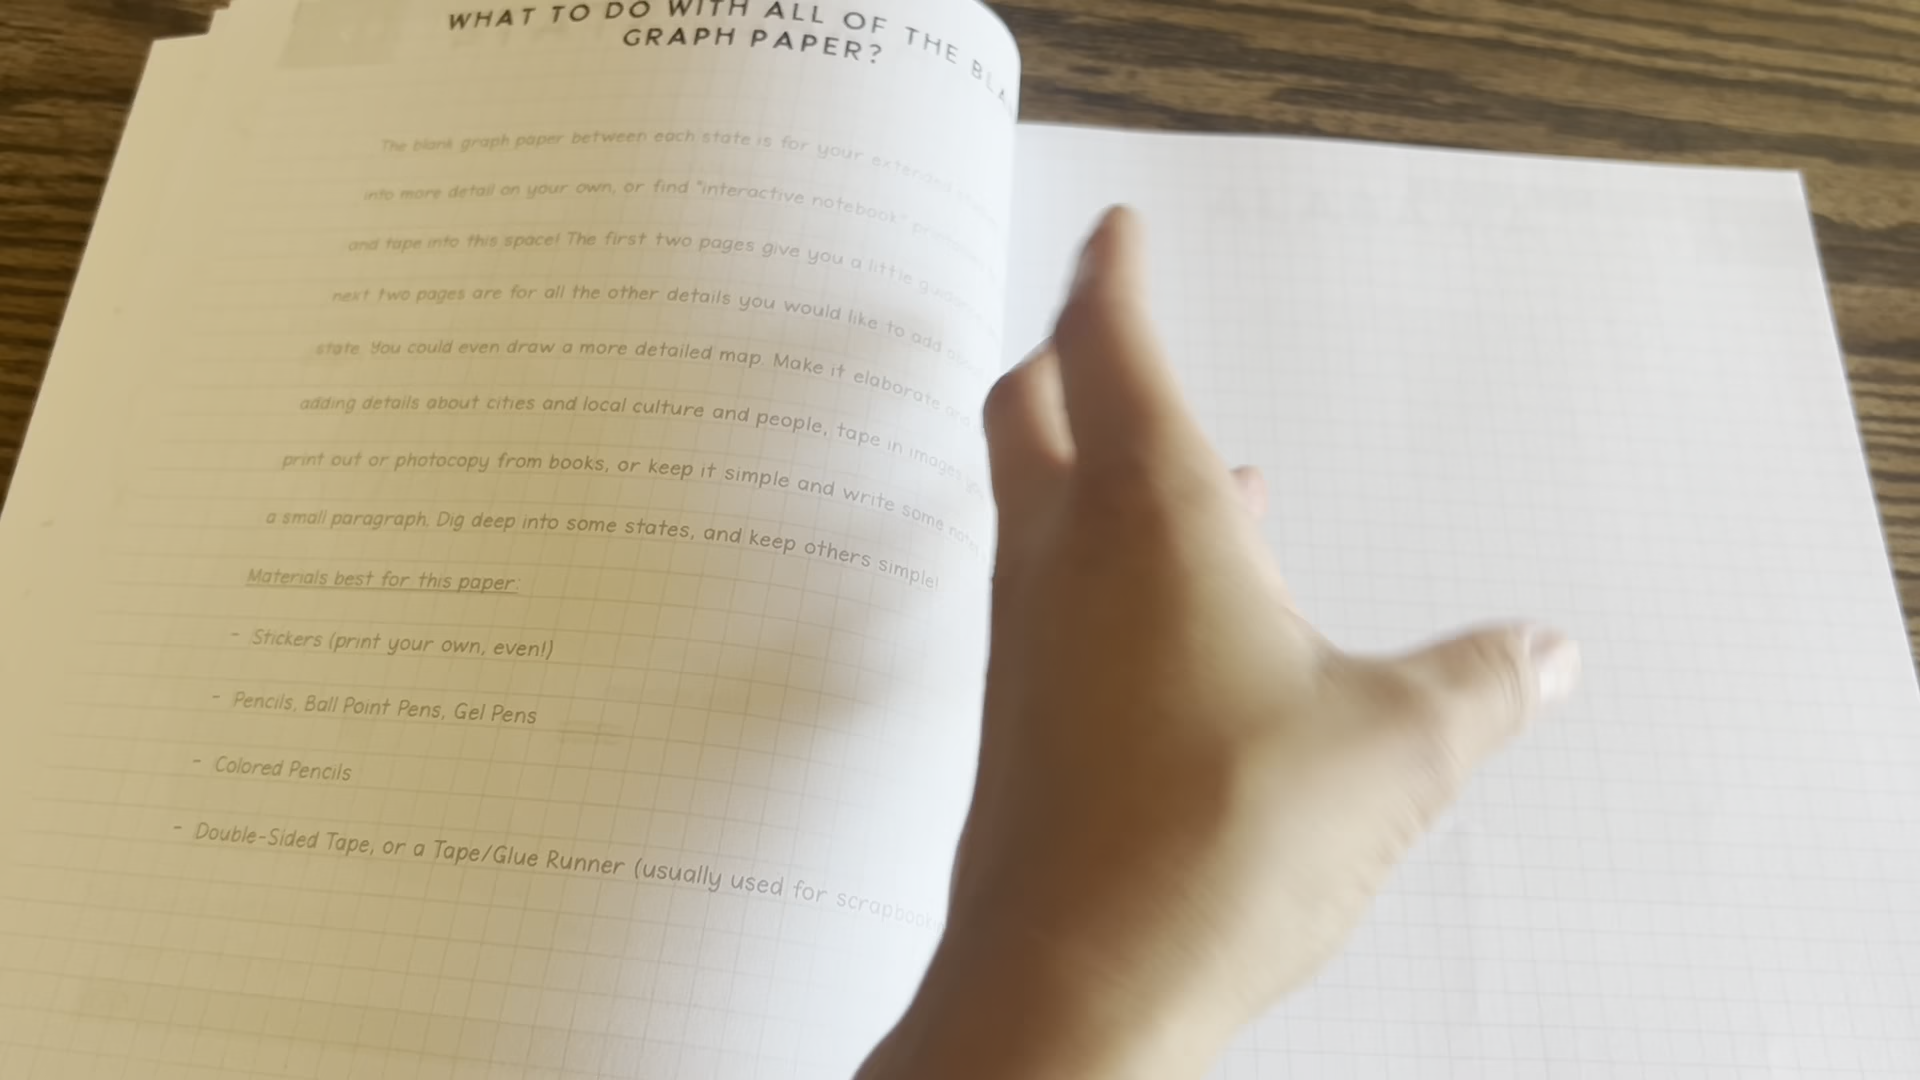 WHAT TO DO WITH ALL OF THE
GRAPH PAPER?
The blank graph paper between each state is for your extended
into more detail on your own, or find "interactive notebook"
and tape into this space! The first two pages give you a little
next two pages are for all the other details you would like to add
state. You could even draw a more detailed map. Make it elaborate
adding details about cities and local culture and people, tape in images
print out or photocopy from books, or keep it simple and write some
a small paragraph. Dig deep into some states, and keep others simple!
Materials best for this paper:
- Stickers (print your own, even!)
- Pencils, Ball Point Pens, Gel Pens
- Colored Pencils
- Double-Sided Tape, or a Tape/Glue Runner (usually used for